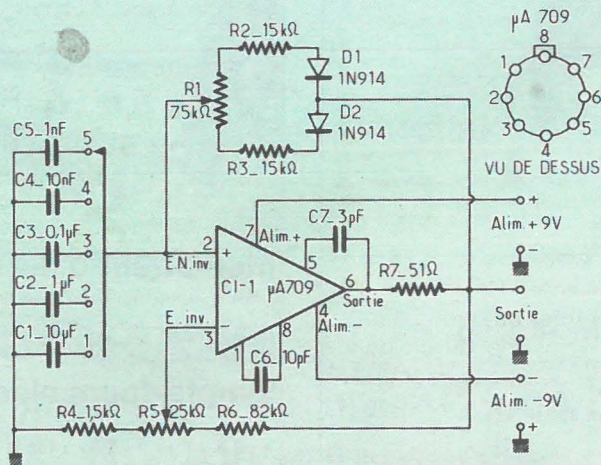 R2_15kΩ
D1
1N914
D2
1N914
R1
75kΩ
R3_15kΩ
µA 709
8
1
7
2
6
3
5
4
VU DE DESSUS
C5_1nF
5
C4_10nF
4
C3_0,1µF
3
C2_1µF
2
C1_10µF
1
2
+
E.N.inv.
7
Alim.+
5
C7_3pF
6
Sortie
R7_51Ω
CI-1 µA709
E.inv.
-
3
4
Alim.-
1
8
C6_10pF
R4_1,5kΩ
R5_25kΩ
R6_82kΩ
+
Alim.+9V
-
Sortie
-
Alim.-9V
+